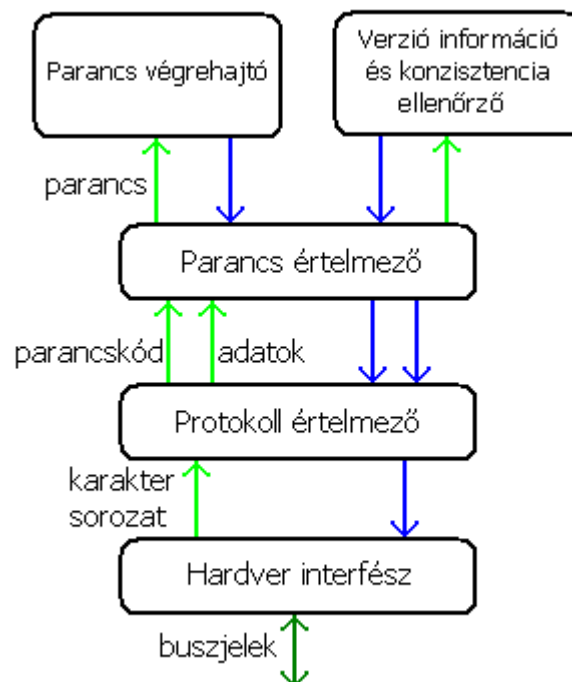 Parancs végrehajtó
Verzió információ
és konzisztencia
ellenőrző
parancs
Parancs értelmező
parancskód
adatok
Protokoll értelmező
karakter
sorozat
Hardver interfész
buszjelek